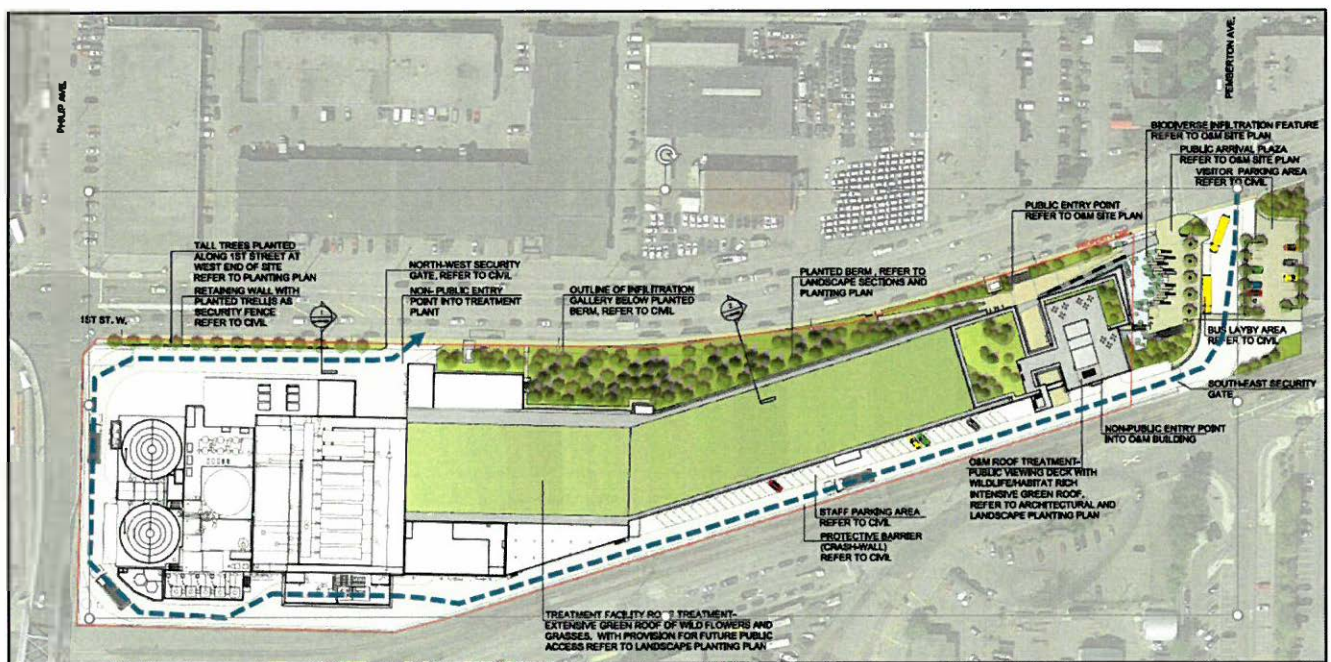 PHILIP AVE.
PEMBERTON AVE.
BIODIVERSE INFILTRATION FEATURE
REFER TO O&M SITE PLAN
PUBLIC ARRIVAL PLAZA
REFER TO O&M SITE PLAN
VISITOR PARKING AREA
REFER TO CIVIL
PUBLIC ENTRY POINT
REFER TO O&M SITE PLAN
TALL TREES PLANTED
ALONG 1ST STREET AT
WEST END OF SITE
REFER TO PLANTING PLAN
RETAINING WALL WITH
PLANTED TRELLIS AS
SECURITY FENCE
REFER TO CIVIL
1ST ST. W.
NORTH-WEST SECURITY
GATE, REFER TO CIVIL
NON- PUBLIC ENTRY
POINT INTO TREATMENT
PLANT
OUTLINE OF INFILITRATION
GALLERY BELOW PLANTED
BERM, REFER TO CIVIL
PLANTED BERM , REFER TO
LANDSCAPE SECTIONS AND
PLANTING PLAN
BUS LAYBY AREA
REFER TO CIVIL
SOUTH-EAST SECURITY
GATE
NON-PUBLIC ENTRY POINT
INTO O&M BUILDING
O&M ROOF TREATMENT-
PUBLIC VIEWING DECK WITH
WILDLIFE/HABITAT RICH
INTENSIVE GREEN ROOF,
REFER TO ARCHITECTURAL AND
LANDSCAPE PLANTING PLAN
STAFF PARKING AREA
REFER TO CIVIL
PROTECTIVE BARRIER
(CRASH-WALL)
REFER TO CIVIL
TREATMENT FACILITY ROOF TREATMENT-
EXTENSIVE GREEN ROOF OF WILD FLOWERS AND
GRASSES, WITH PROVISION FOR FUTURE PUBLIC
ACCESS REFER TO LANDSCAPE PLANTING PLAN